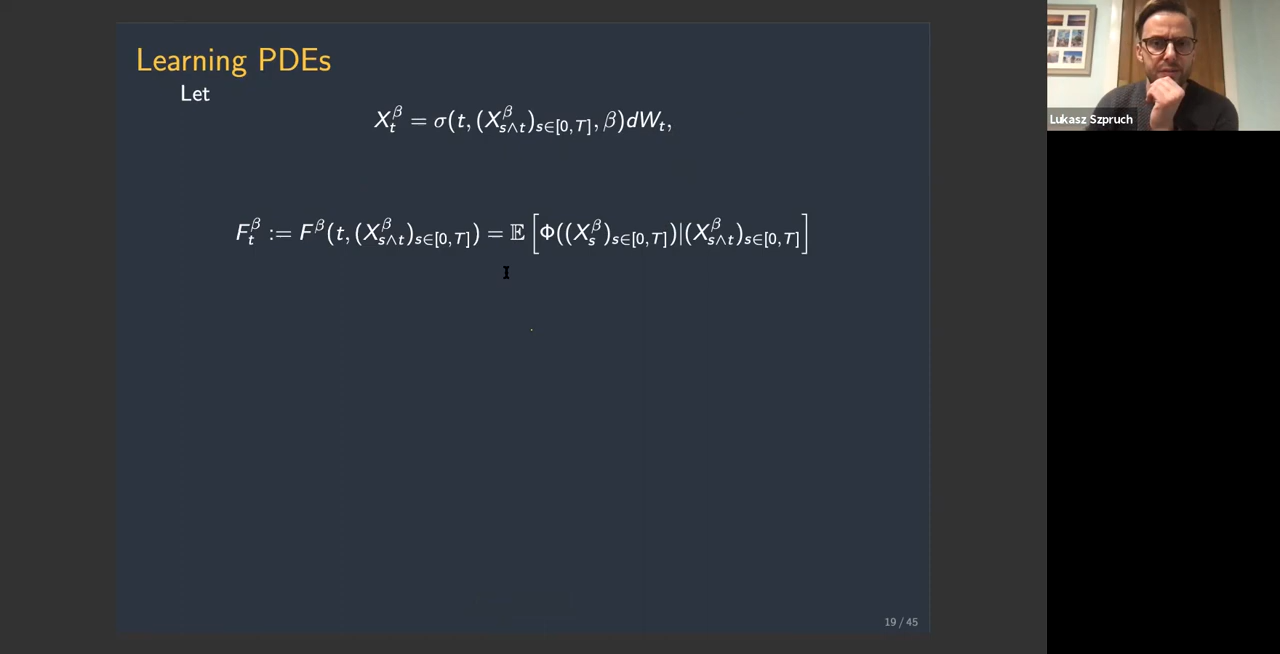 Learning PDEs
Let
X_t^β = σ(t, (X_{s∧t}^β)_{s∈[0,T]}, β)dW_t,
F_t^β := F^β(t, (X_{s∧t}^β)_{s∈[0,T]}) = 𝔼[Φ((X_s^β)_{s∈[0,T]})|(X_{s∧t}^β)_{s∈[0,T]}]
19 / 45
Lukasz Szpruch